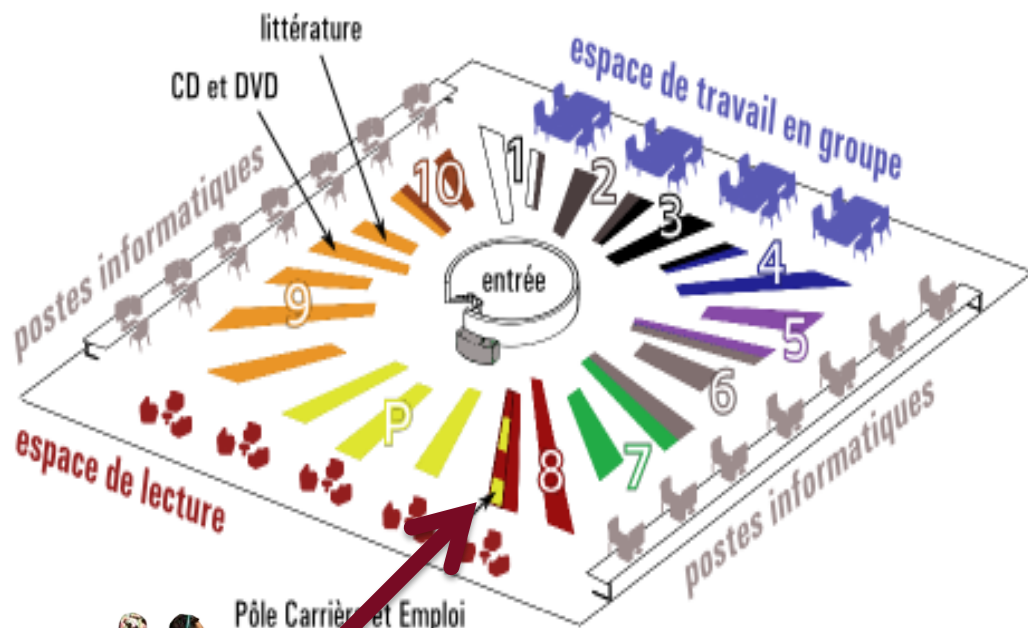 littérature
CD et DVD
espace de travail en groupe
postes informatiques
10
1
2
3
4
entrée
9
5
6
P
7
8
espace de lecture
postes informatiques
Pôle Carrière et Emploi